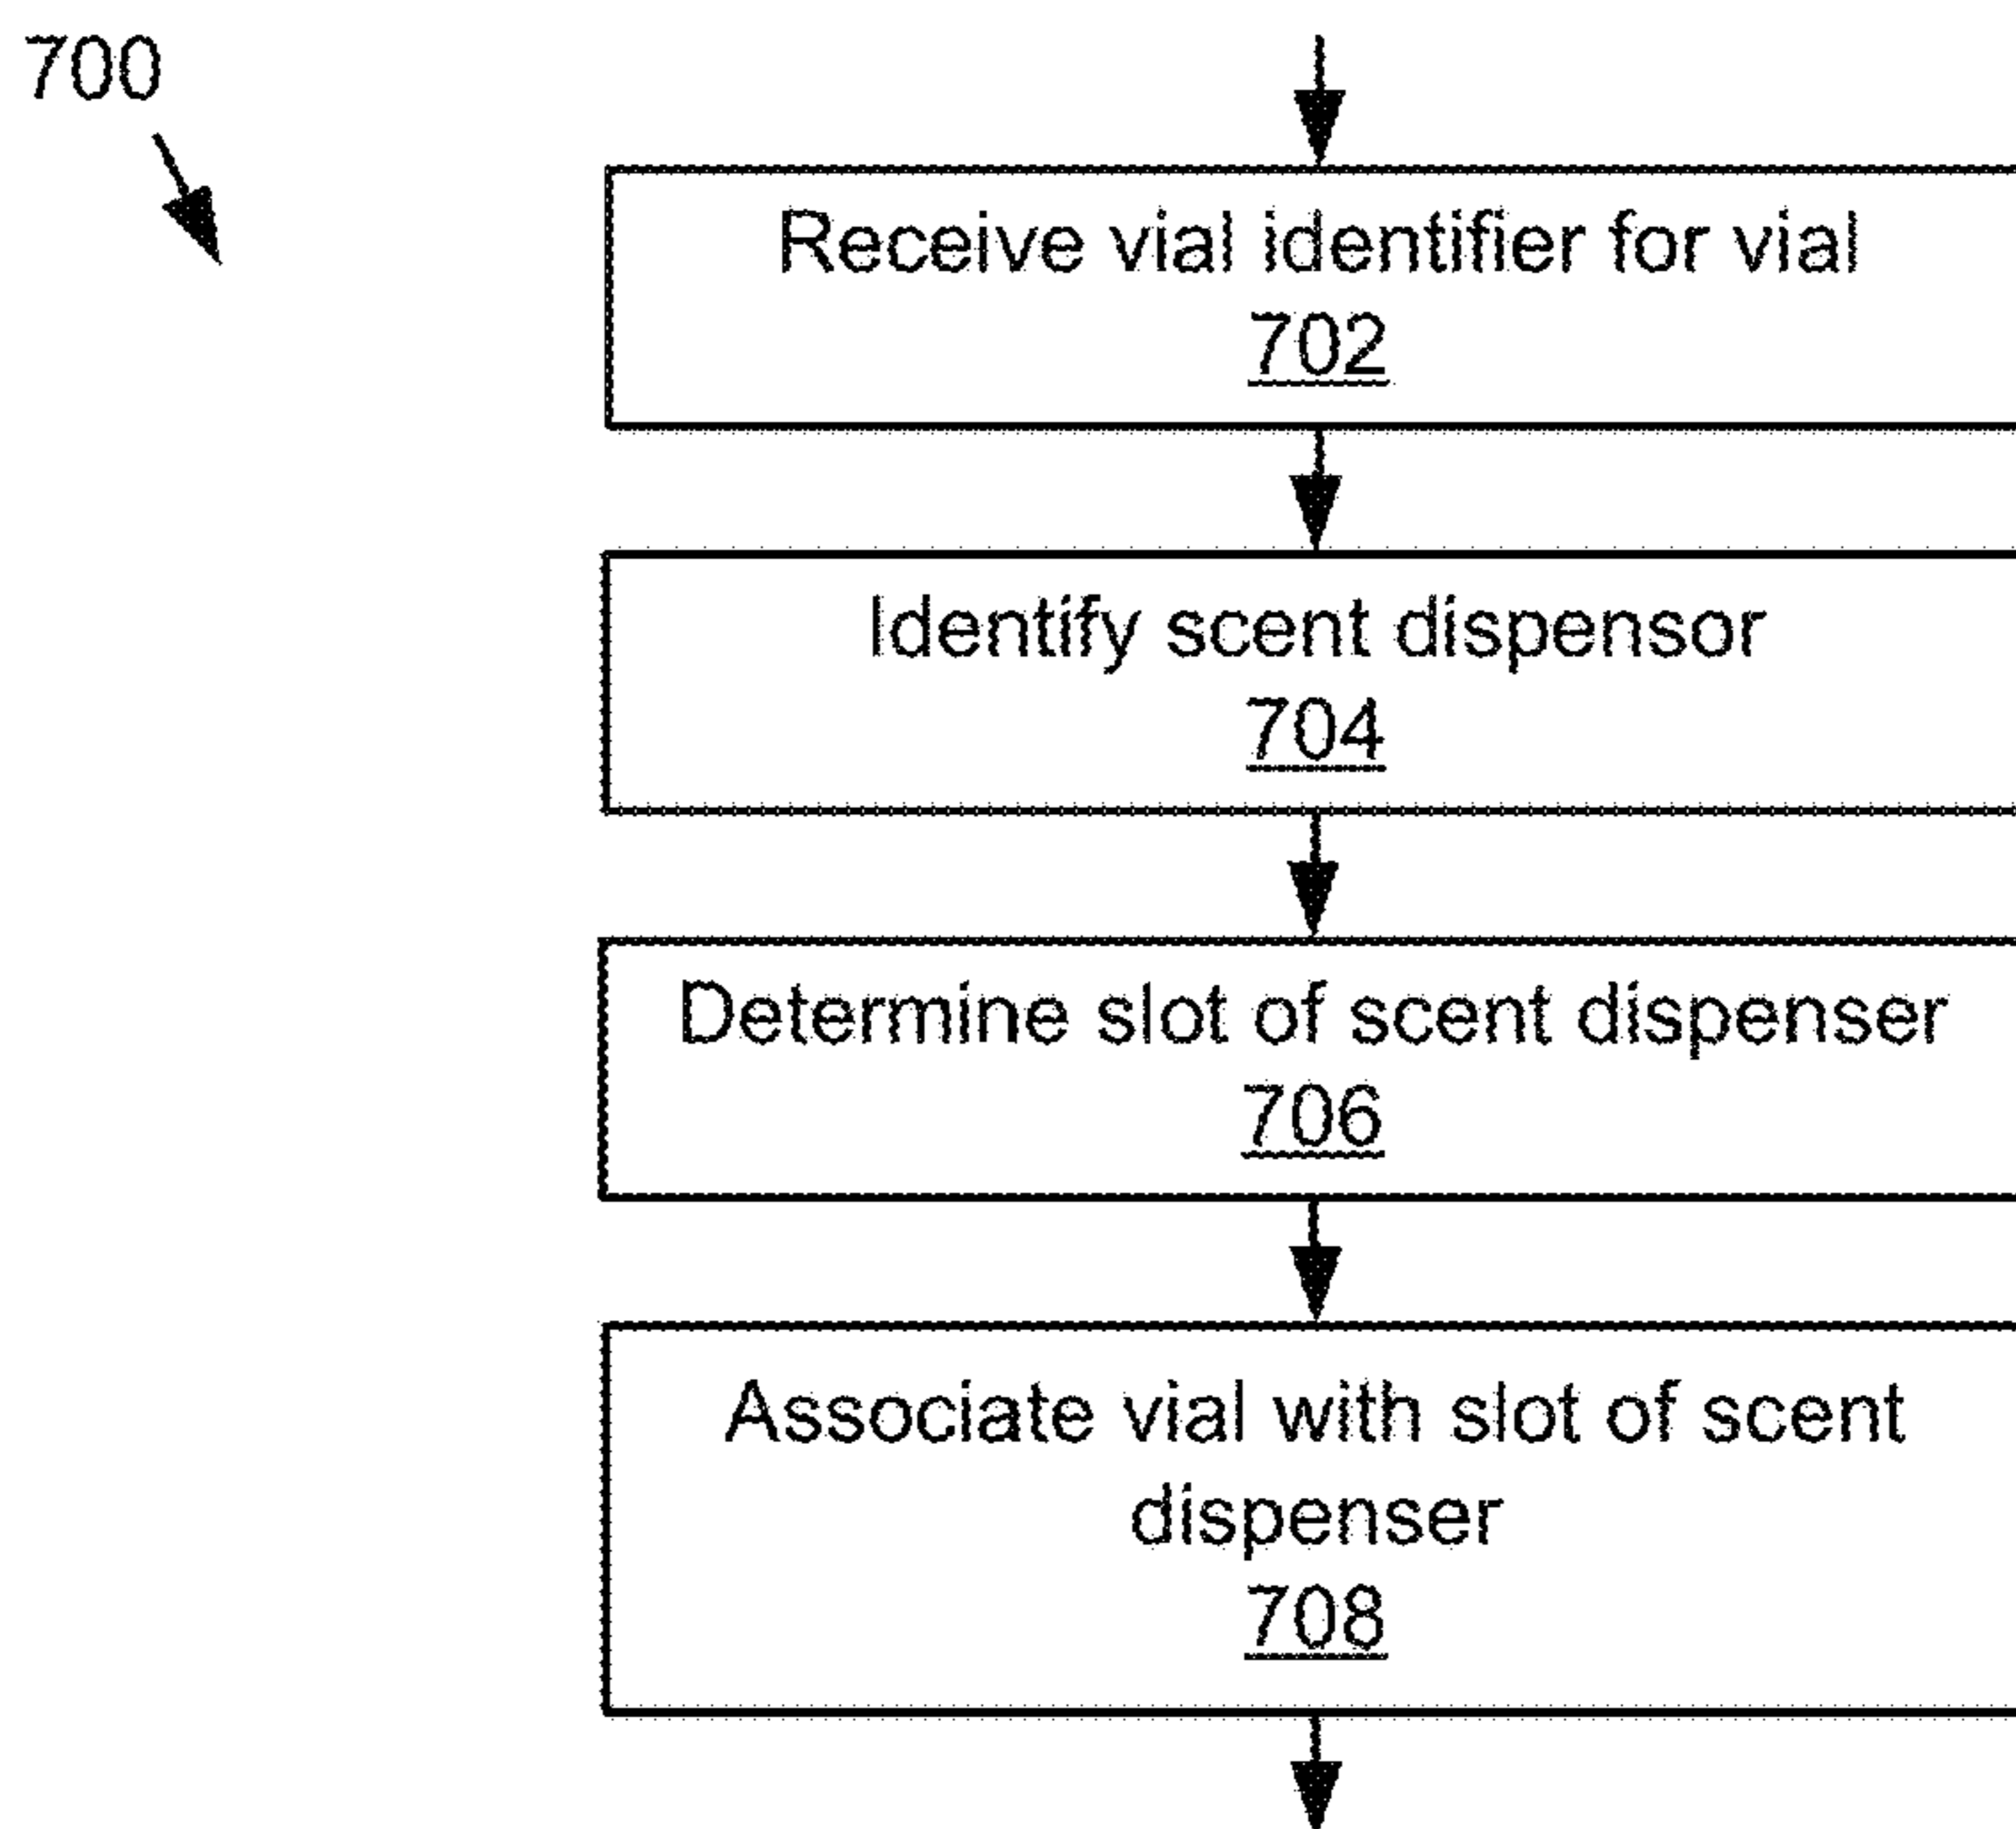 700
Receive vial identifier for vial
702
Identify scent dispensor
704
Determine slot of scent dispenser
706
Associate vial with slot of scent
dispenser
708